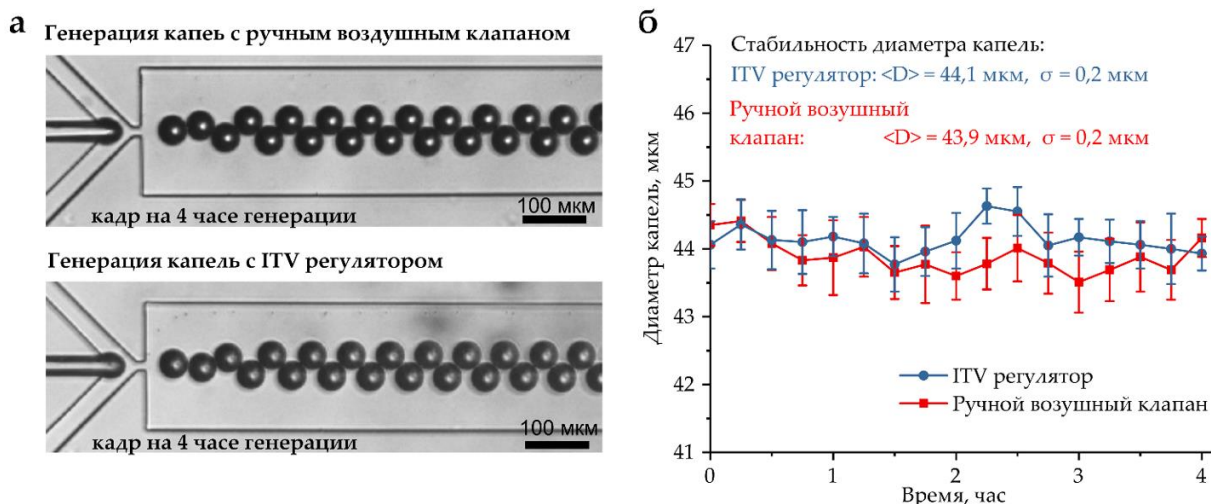 а
Генерация капеь с ручным воздушным клапаном
кадр на 4 часе генерации
100 мкм
Генерация капель с ITV регулятором
кадр на 4 часе генерации
100 мкм
б
Диаметр капель, мкм
47
46
45
44
43
42
41
Стабильность диаметра капель:
ITV регулятор: <D> = 44,1 мкм, σ = 0,2 мкм
Ручной возушный
клапан: <D> = 43,9 мкм, σ = 0,2 мкм
ITV регулятор
Ручной возушный клапан
0 1 2 3 4
Время, час